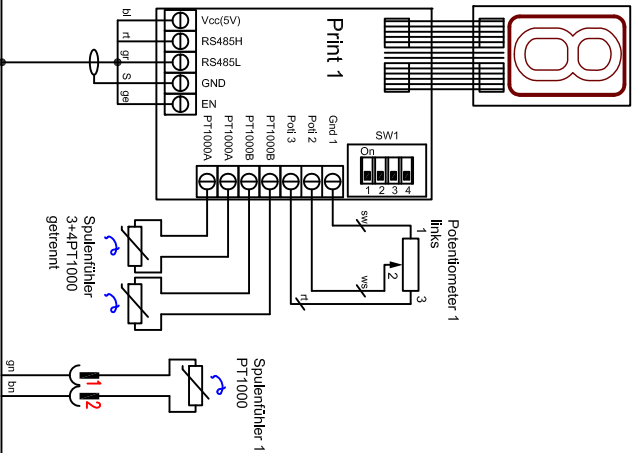 bl
Vcc(5V)
rt
RS485H
gr
RS485L
S
GND
ge
EN
Print 1
PT1000A
PT1000A
PT1000B
PT1000B
Poti 3
Poti 2
Gnd 1
SW1
On
1 2 3 4
8
Spulenfühler
3+4PT1000
getrennt
sw
ws
rt
1
2
3
Potentiometer 1
links
Spulenfühler 1
PT1000
1
2
gn
bn